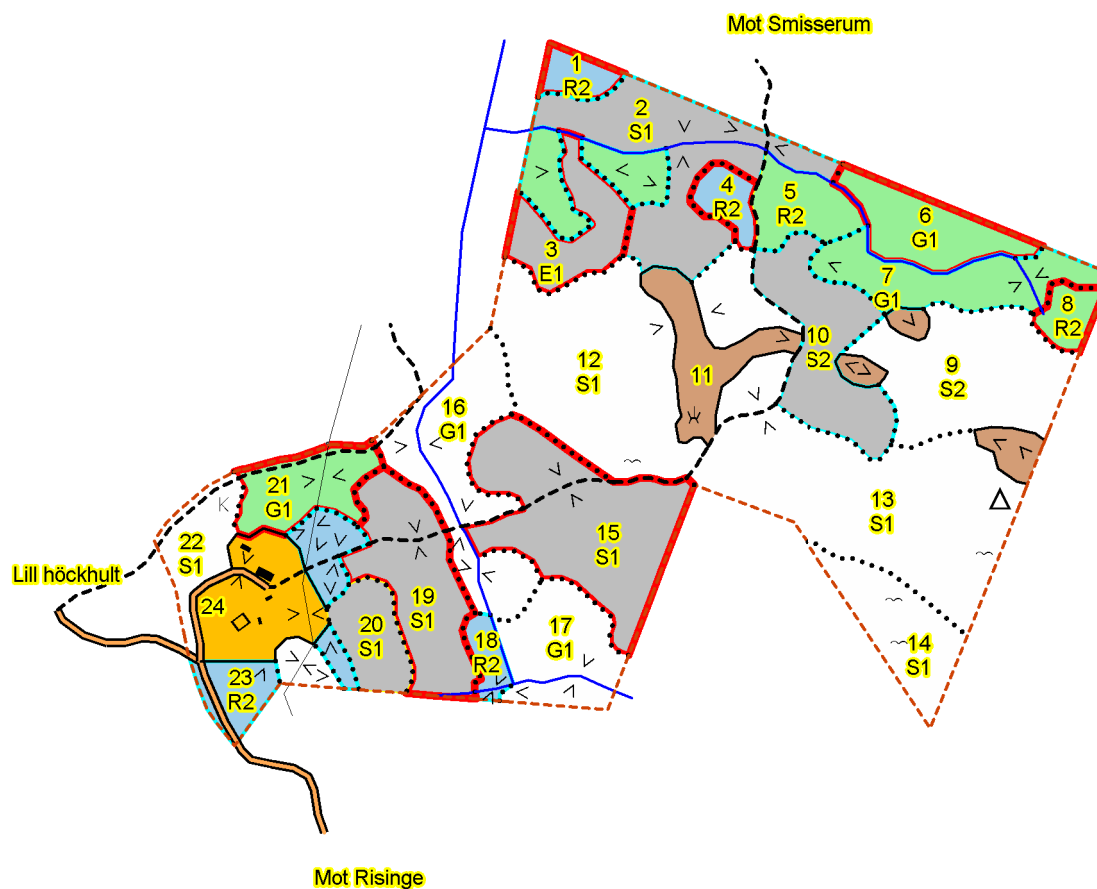 Mot Smisserum
1
R2
2
S1
3
E1
4
R2
5
R2
6
G1
7
G1
8
R2
9
S2
10
S2
11
12
S1
13
S1
14
S1
15
S1
16
G1
17
G1
18
R2
19
S1
20
S1
21
G1
22
S1
K
Lill höckhult
24
23
R2
Mot Risinge